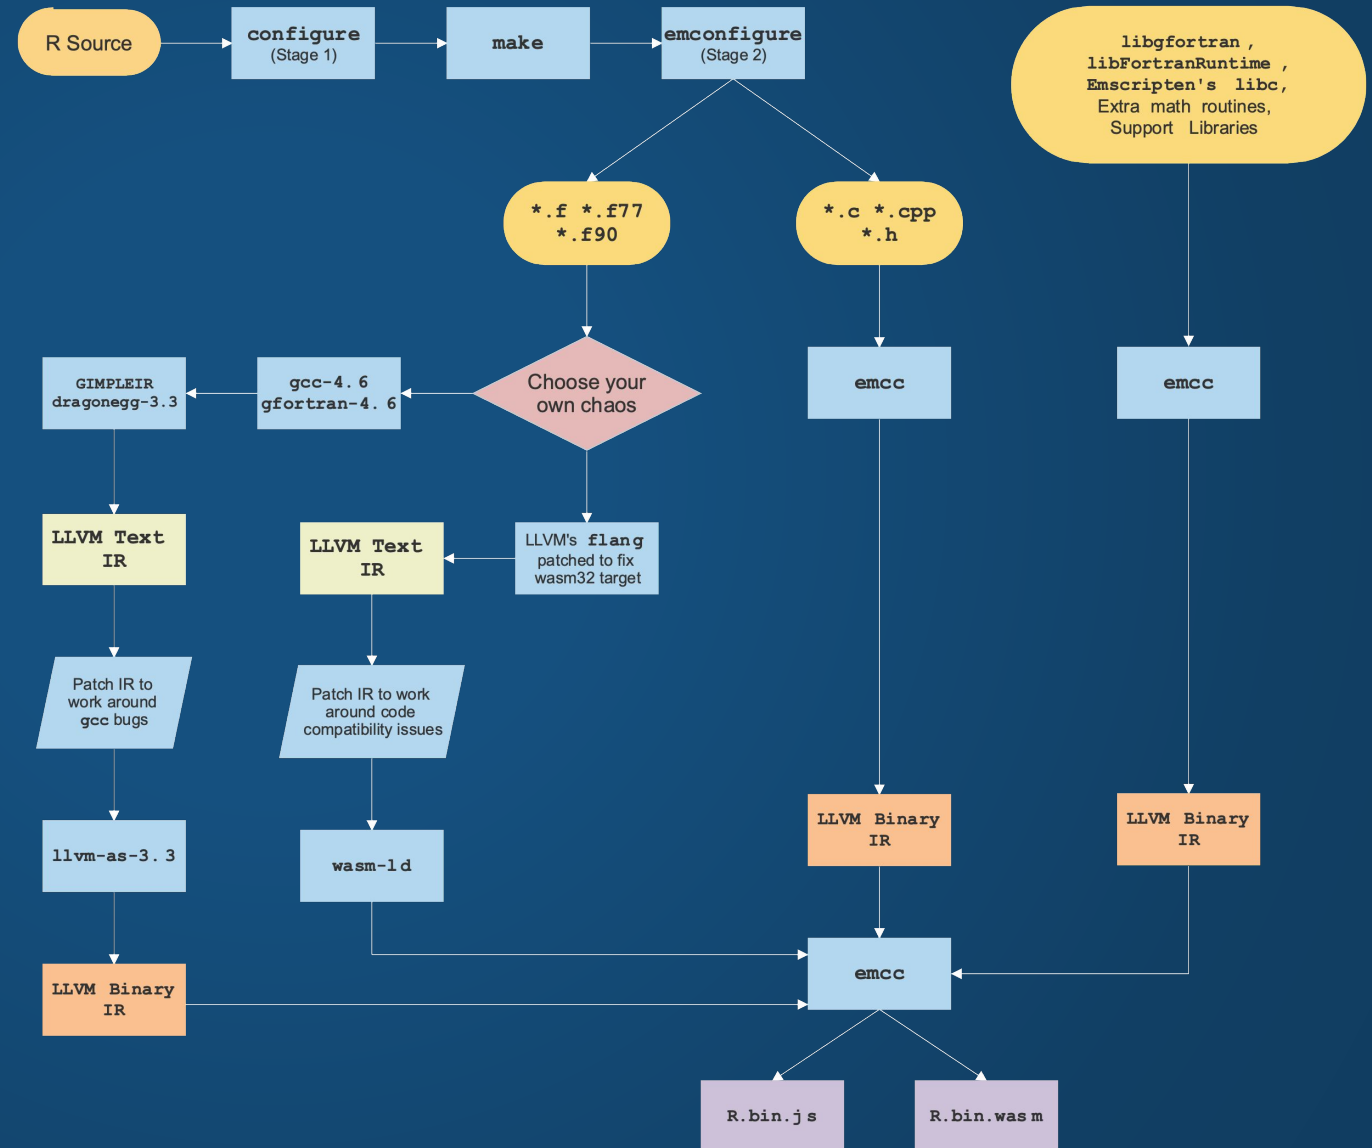 R Source
configure
(Stage 1)
make
emconfigure
(Stage 2)
libgfortran,
libFortranRuntime,
Emscripten's libc,
Extra math routines,
Support Libraries
*.f *.f77
*.f90
*.c *.cpp
*.h
GIMPLEIR
dragonegg-3.3
gcc-4.6
gfortran-4.6
Choose your
own chaos
emcc
emcc
LLVM Text
IR
LLVM Text
IR
LLVM's flang
patched to fix
wasm32 target
Patch IR to
work around
gcc bugs
Patch IR to work
around code
compatibility issues
llvm-as-3.3
wasm-ld
LLVM Binary
IR
LLVM Binary
IR
LLVM Binary
IR
emcc
R.bin.js
R.bin.wasm